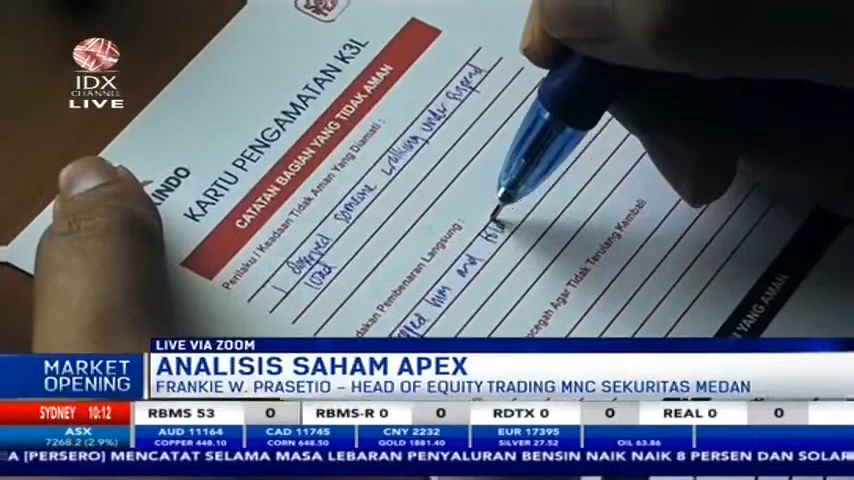 IDX
CHANNEL
LIVE
INDO
KARTU PENGAMATAN K3L
CATATAN BAGIAN YANG TIDAK AMAN
Perilaku / Keadaan Tidak Aman Yang Diamati :
I observed someone walking under suspend
load
dakan Pembenaran Langsung :
him and told
cegah Agar Tidak Terulang Kembali
YANG AMAN
LIVE VIA ZOOM
MARKET OPENING
ANALISIS SAHAM APEX
FRANKIE W. PRASETIO – HEAD OF EQUITY TRADING MNC SEKURITAS MEDAN
SYDNEY 10:12
RBMS 53 0 RBMS-R 0 0 RDTX 0 0 REAL 0 0
ASX
7268.2 (2.9%)
AUD 11164 CAD 11745 CNY 2232 EUR 17395
COPPER 448.10 CORN 648.50 GOLD 1881.40 SILVER 27.52 OIL 63.86
A (PERSERO) MENCATAT SELAMA MASA LEBARAN PENYALURAN BENSIN NAIK NAIK 8 PERSEN DAN SOLAR